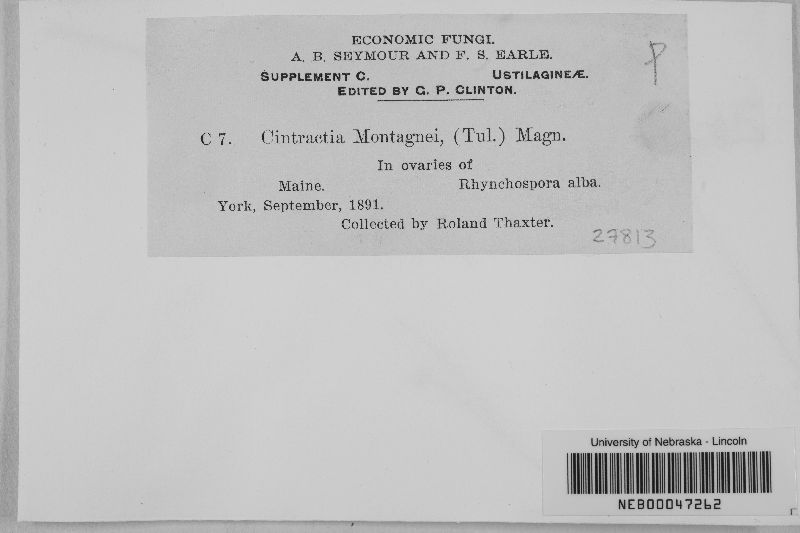 ECONOMIC FUNGI.
A. B. SEYMOUR AND F. S. EARLE.
SUPPLEMENT C. USTILAGINEÆ.
EDITED BY G. P. CLINTON.
C 7. Cintractia Montagnei, (Tul.) Magn.
In ovaries of
Maine. Rhynchospora alba.
York, September, 1891.
Collected by Roland Thaxter.
27813
University of Nebraska - Lincoln
NEB00047262